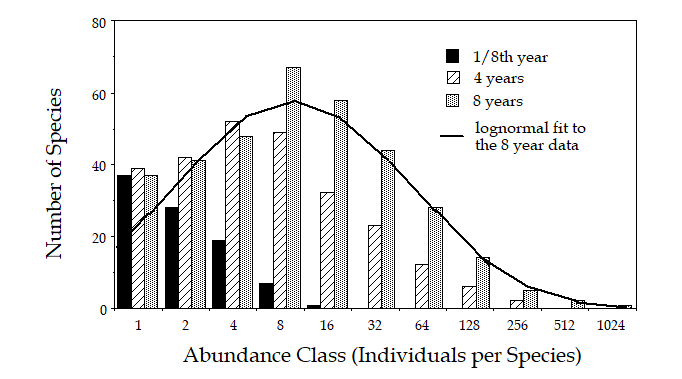 80
60
40
20
0
Number of Species
1/8th year
4 years
8 years
lognormal fit to
the 8 year data
1 2 4 8 16 32 64 128 256 512 1024
Abundance Class (Individuals per Species)